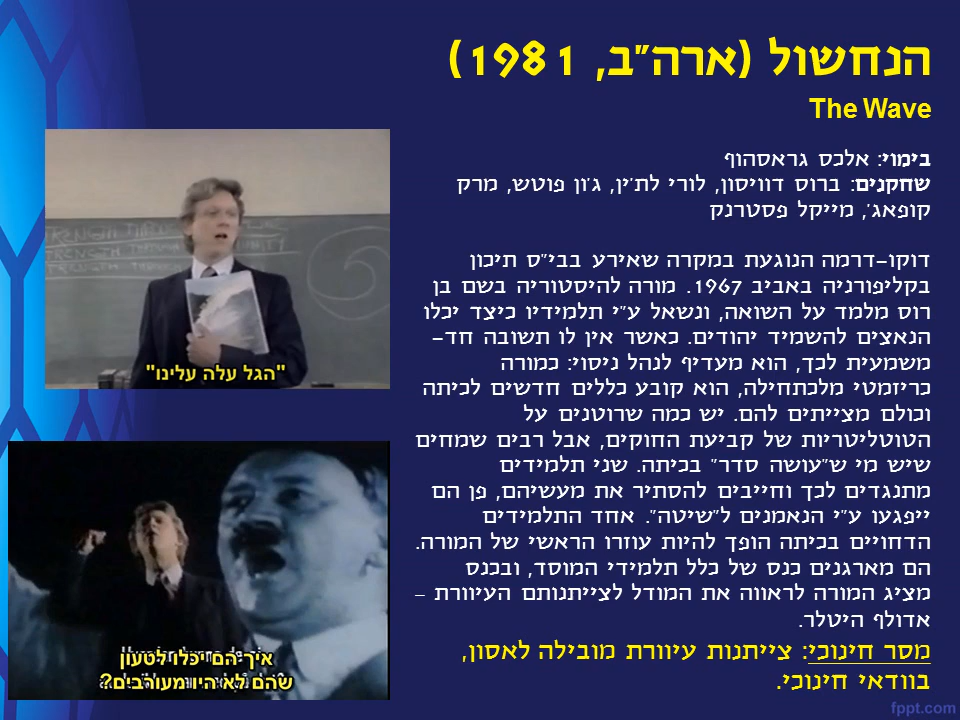 הנחשול (ארה"ב, 1981)
The Wave
בימוי: אלכס גראסהוף
שחקנים: ברוס דוויסון, לורי לת'ין, ג'ון פוטש, מרק
קופאג', מייקל פסטרנק
דוקו-דרמה הנוגעת במקרה שאירע בבי"ס תיכון
בקליפורניה באביב 1967. מורה להיסטוריה בשם בן
רוס מלמד על השואה, ונשאל ע"י תלמידיו כיצד יכלו
הנאצים להשמיד יהודים. כאשר אין לו תשובה חד-
משמעית לכך, הוא מעדיף לנהל ניסוי: כמורה
כריזמטי מלכתחילה, הוא קובע כללים חדשים לכיתה
וכולם מצייתים להם. יש כמה שרוטנים על
הטוטליטריות של קביעת החוקים, אבל רבים שמחים
שיש מי ש"עושה סדר" בכיתה. שני תלמידים
מתנגדים לכך וחייבים להסתיר את מעשיהם, פן הם
ייפגעו ע"י הנאמנים ל"שיטה". אחד התלמידים
הדחויים בכיתה הופך להיות עוזרו הראשי של המורה.
הם מארגנים כנס של כלל תלמידי המוסד, ובכנס
מציג המורה לראווה את המודל לצייתנותם העיוורת –
אדולף היטלר.
מסר חינוכי: צייתנות עיוורת מובילה לאסון,
בוודאי חינוכי.
STRENGTH THROUGH
STRENGTH THROUGH
"הגל עלה עלינו"
איך הם יכלו לטעון
שהם לא היו מעורבים?
fppt.com